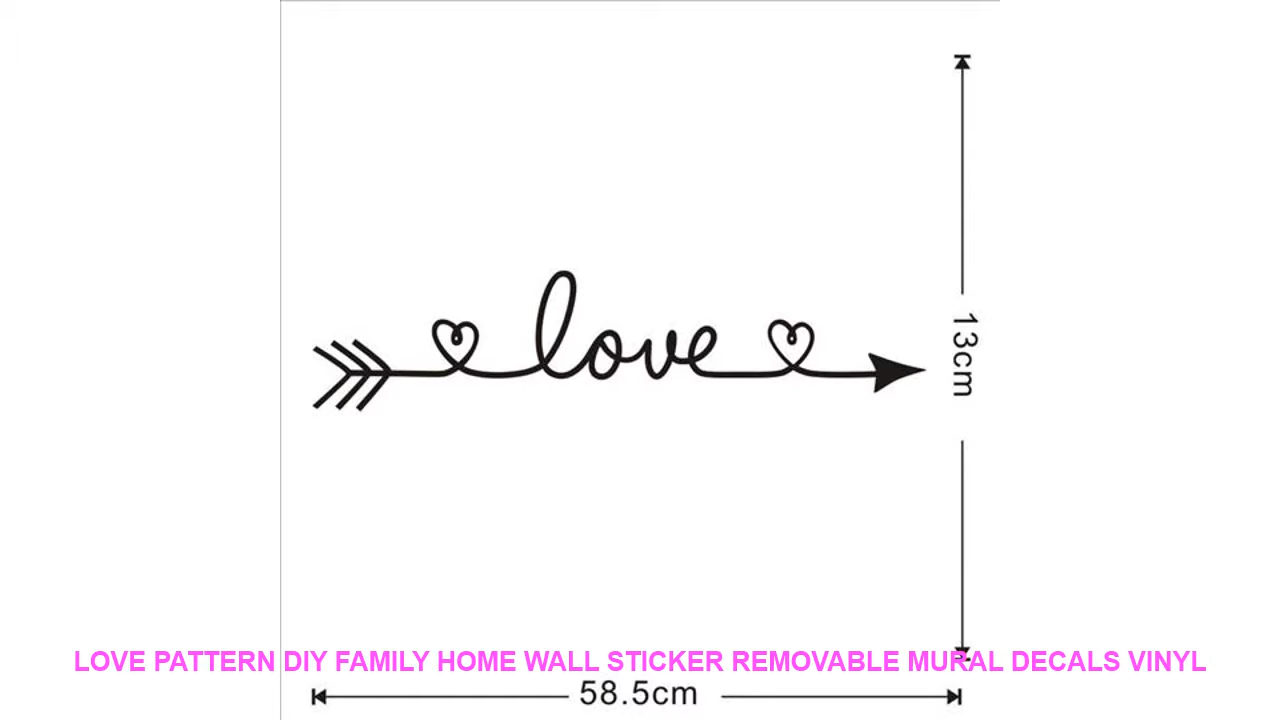 love
13cm
LOVE PATTERN DIY FAMILY HOME WALL STICKER REMOVABLE MURAL DECALS VINYL
58.5cm